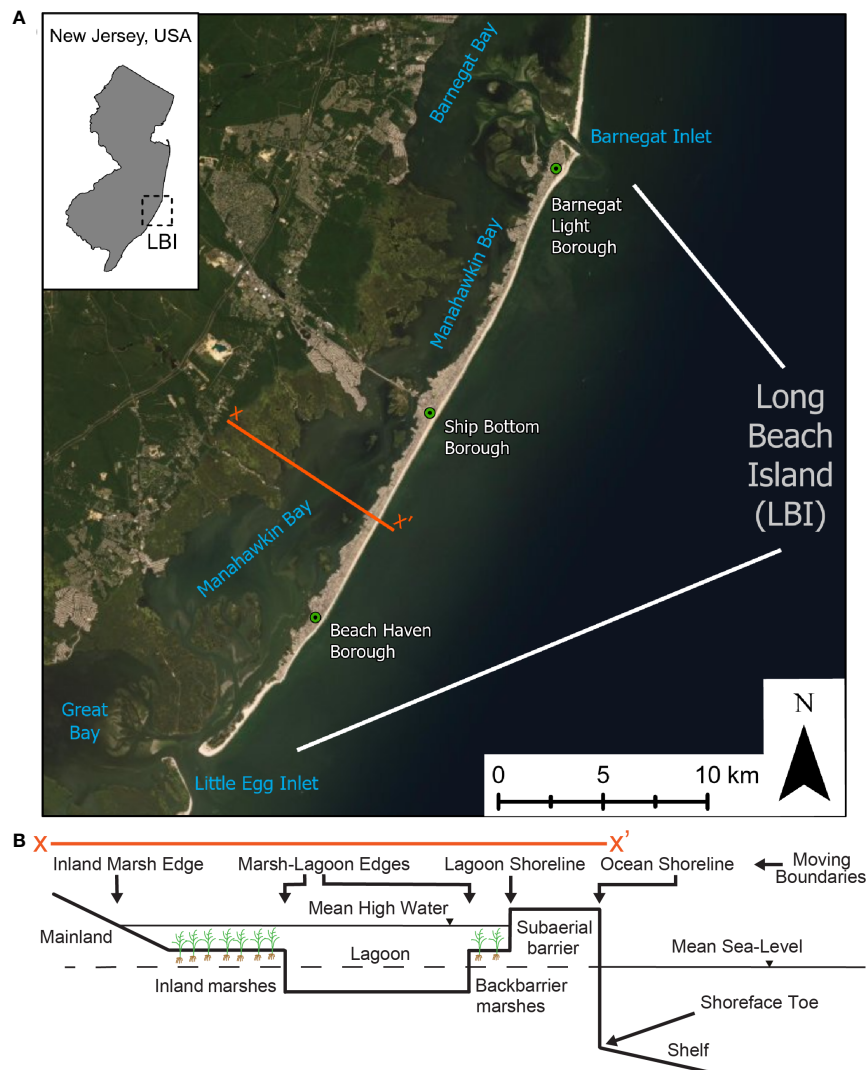 A
New Jersey, USA
LBI
Barnegat Bay
Barnegat Inlet
Barnegat
Light
Borough
Manahawkin Bay
Long
Beach
Island
(LBI)
X
Ship Bottom
Borough
X'
Manahawkin Bay
Beach Haven
Borough
Great
Bay
Little Egg Inlet
N
0 5 10 km
B
X X'
Inland Marsh Edge Marsh-Lagoon Edges Lagoon Shoreline Ocean Shoreline Moving
Boundaries
Mean High Water
Mainland
Subaerial
barrier
Lagoon
Mean Sea-Level
Inland marshes
Backbarrier
marshes
Shoreface Toe
Shelf